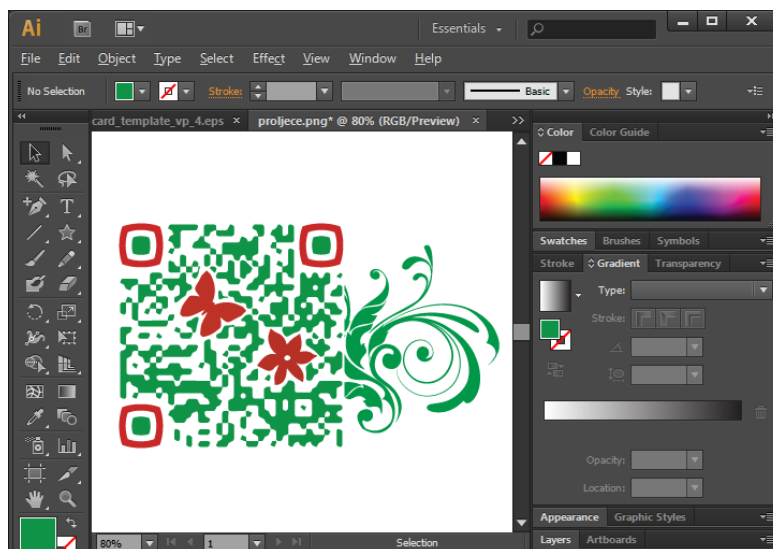 Ai Br Essentials
File Edit Object Type Select Effect View Window Help
No Selection Stroke: Basic Opacity Style:
card_template_vp_4.eps × proljece.png* @ 80% (RGB/Preview) ×
Color Color Guide
T
Swatches Brushes Symbols
Stroke Gradient Transparency
Type:
Stroke:
Opacity:
Location:
Appearance Graphic Styles
80% 1 Selection
Layers Artboards